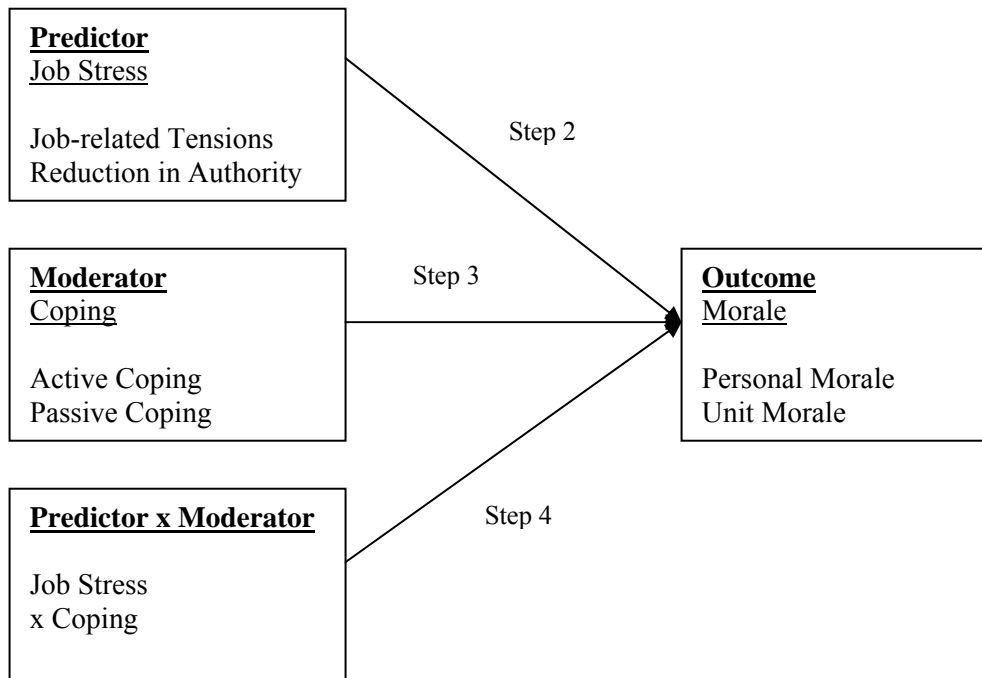 Predictor
Job Stress
Job-related Tensions
Reduction in Authority
Step 2
Moderator
Coping
Active Coping
Passive Coping
Step 3
Outcome
Morale
Personal Morale
Unit Morale
Predictor x Moderator
Job Stress
x Coping
Step 4